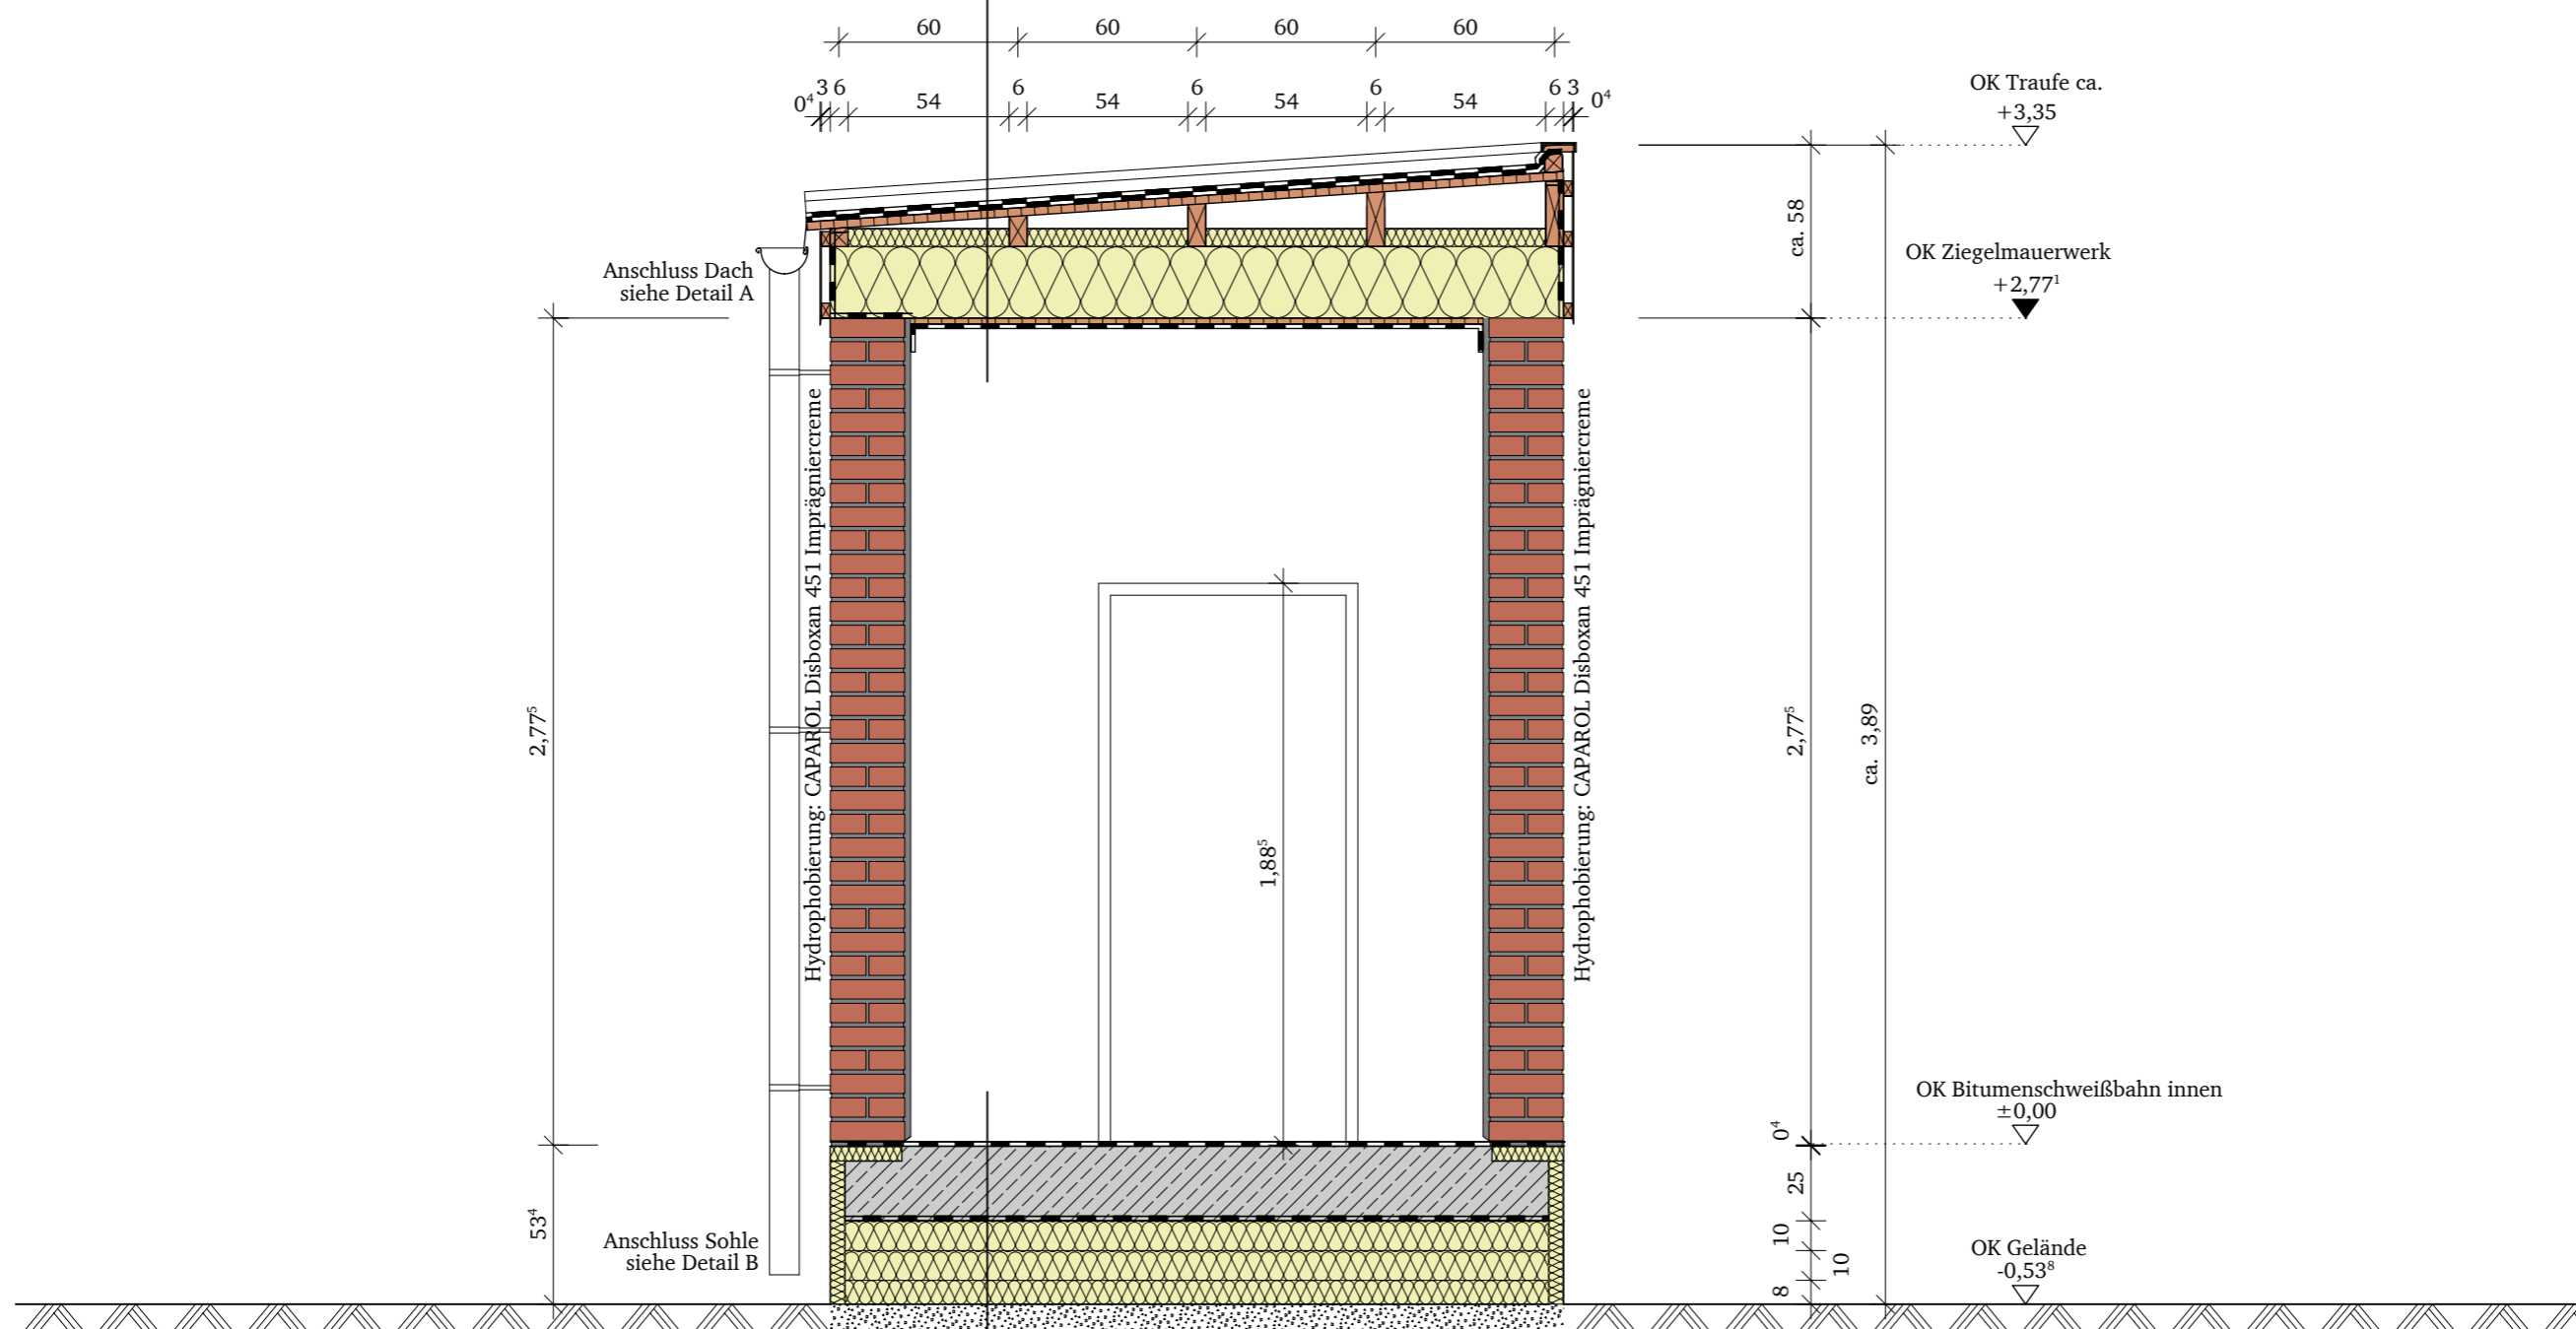 60 60 60 60
0⁴ 3 6 54 6 54 6 54 6 54 6 3 0⁴
OK Traufe ca.
+3,35
ca. 58
OK Ziegelmauerwerk
+2,77¹
Anschluss Dach
siehe Detail A
Hydrophobierung: CAPAROL Disboxan 451 Imprägniercreme
Hydrophobierung: CAPAROL Disboxan 451 Imprägniercreme
2,77⁵
1,88⁵
2,77⁵
ca. 3,89
OK Bitumenschweißbahn innen
±0,00
0⁴
25
10
10
8
53⁴
Anschluss Sohle
siehe Detail B
OK Gelände
-0,53⁸